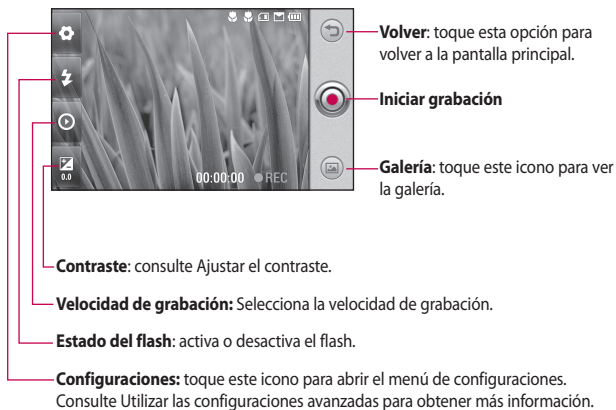 Volver: toque esta opción para
volver a la pantalla principal.
Iniciar grabación
Galería: toque este icono para ver
la galería.
0.0
00:00:00 REC
Contraste: consulte Ajustar el contraste.
Velocidad de grabación: Selecciona la velocidad de grabación.
Estado del flash: activa o desactiva el flash.
Configuraciones: toque este icono para abrir el menú de configuraciones.
Consulte Utilizar las configuraciones avanzadas para obtener más información.